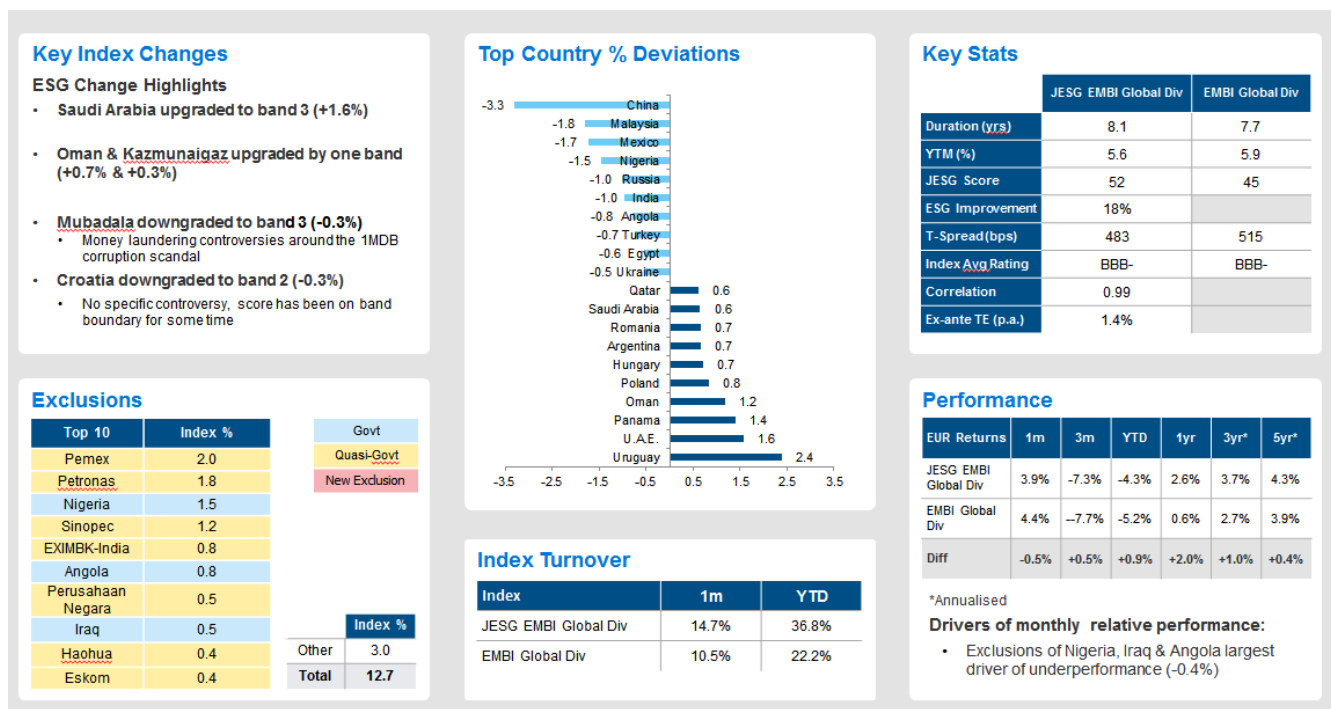 Key Index Changes
ESG Change Highlights
• Saudi Arabia upgraded to band 3 (+1.6%)
• Oman & Kazmunaigaz upgraded by one band
(+0.7% & +0.3%)
• Mubadala downgraded to band 3 (-0.3%)
• Money laundering controversies around the 1MDB
corruption scandal
• Croatia downgraded to band 2 (-0.3%)
• No specific controversy, score has been on band
boundary for some time
Exclusions
Top 10 Index %
Pemex 2.0
Petronas 1.8
Nigeria 1.5
Sinopec 1.2
EXIMBK-India 0.8
Angola 0.8
Perusahaan
Negara 0.5
Iraq 0.5
Haohua 0.4
Eskom 0.4
Govt
Quasi-Govt
New Exclusion
Index %
Other 3.0
Total 12.7
Top Country % Deviations
-3.3 China
-1.8 Malaysia
-1.7 Mexico
-1.5 Nigeria
-1.0 Russia
-1.0 India
-0.8 Angola
-0.7 Turkey
-0.6 Egypt
-0.5 Ukraine
Qatar 0.6
Saudi Arabia 0.6
Romania 0.7
Argentina 0.7
Hungary 0.7
Poland 0.8
Oman 1.2
Panama 1.4
U.A.E. 1.6
Uruguay 2.4
-3.5 -2.5 -1.5 -0.5 0.5 1.5 2.5 3.5
Index Turnover
Index 1m YTD
JESG EMBI Global Div 14.7% 36.8%
EMBI Global Div 10.5% 22.2%
Key Stats
JESG EMBI Global Div EMBI Global Div
Duration (yrs) 8.1 7.7
YTM (%) 5.6 5.9
JESG Score 52 45
ESG Improvement 18%
T-Spread (bps) 483 515
Index Avg Rating BBB- BBB-
Correlation 0.99
Ex-ante TE (p.a.) 1.4%
Performance
EUR Returns 1m 3m YTD 1yr 3yr* 5yr*
JESG EMBI
Global Div 3.9% -7.3% -4.3% 2.6% 3.7% 4.3%
EMBI Global
Div 4.4% --7.7% -5.2% 0.6% 2.7% 3.9%
Diff -0.5% +0.5% +0.9% +2.0% +1.0% +0.4%
*Annualised
Drivers of monthly relative performance:
• Exclusions of Nigeria, Iraq & Angola largest
driver of underperformance (-0.4%)